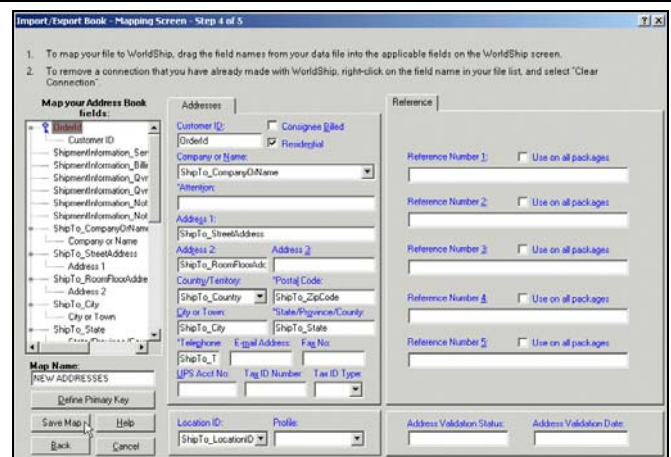 Import/Export Book - Mapping Screen - Step 4 of 5
1. To map your file to WorldShip, drag the field names from your data file into the applicable fields on the WorldShip screen.
2. To remove a connection that you have already made with WorldShip, right-click on the field name in your file list, and select "Clear Connection".
Map your Address Book fields:
OrderId
Customer ID
ShipmentInformation_Ser
ShipmentInformation_Billin
ShipmentInformation_Qvr
ShipmentInformation_Qvr
ShipmentInformation_Not
ShipmentInformation_Not
ShipTo_CompanyOrName
Company or Name
ShipTo_StreetAddress
Address 1
ShipTo_RoomFloorAddre
Address 2
ShipTo_City
City or Town
ShipTo_State
Map Name:
NEW ADDRESSES
Define Primary Key
Save Map
Help
Back
Cancel
Addresses
Customer ID:
Consignee Billed
OrderId
Residential
Company or Name:
ShipTo_CompanyOrName
*Attention:
Address 1:
ShipTo_StreetAddress
Address 2:
Address 3:
ShipTo_RoomFloorAdc
Country/Territory:
*Postal Code:
ShipTo_Country
ShipTo_ZipCode
City or Town:
*State/Province/County:
ShipTo_City
ShipTo_State
*Telephone:
E-mail Address:
Fax No:
ShipTo_T
UPS Acct No:
Tax ID Number:
Tax ID Type:
Location ID:
Profile:
ShipTo_LocationID
Reference
Reference Number 1:
Use on all packages
Reference Number 2:
Use on all packages
Reference Number 3:
Use on all packages
Reference Number 4:
Use on all packages
Reference Number 5:
Use on all packages
Address Validation Status:
Address Validation Date: